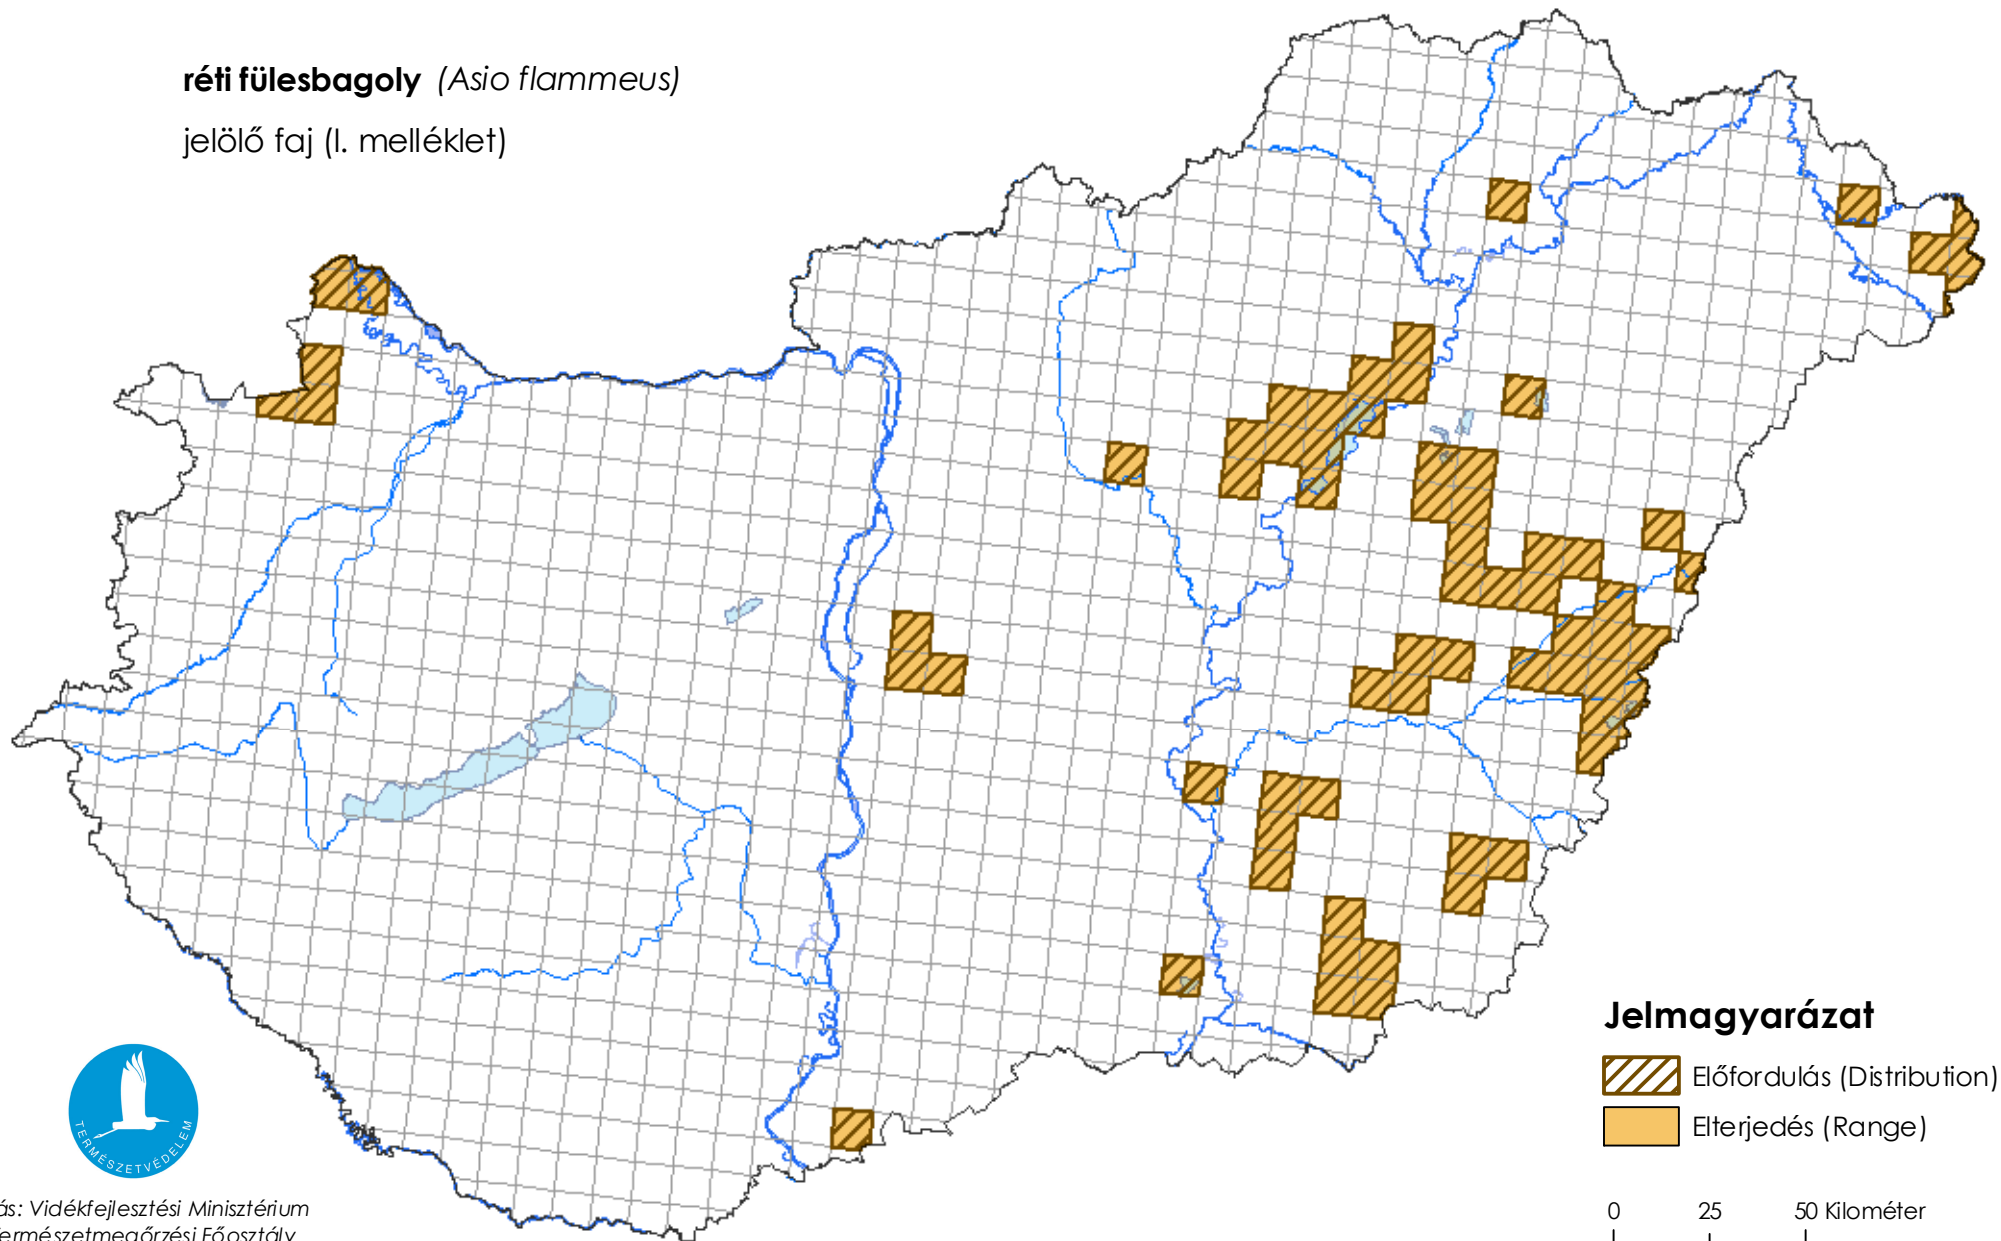 réti fülesbagoly (Asio flammeus)
jelölő faj (I. melléklet)
Jelmagyarázat
Előfordulás (Distribution)
Elterjedés (Range)
0 25 50 Kilométer
TERMÉSZETVÉDELEM
ás: Vidékfejlesztési Minisztérium
Természetmegőrzési Főosztály